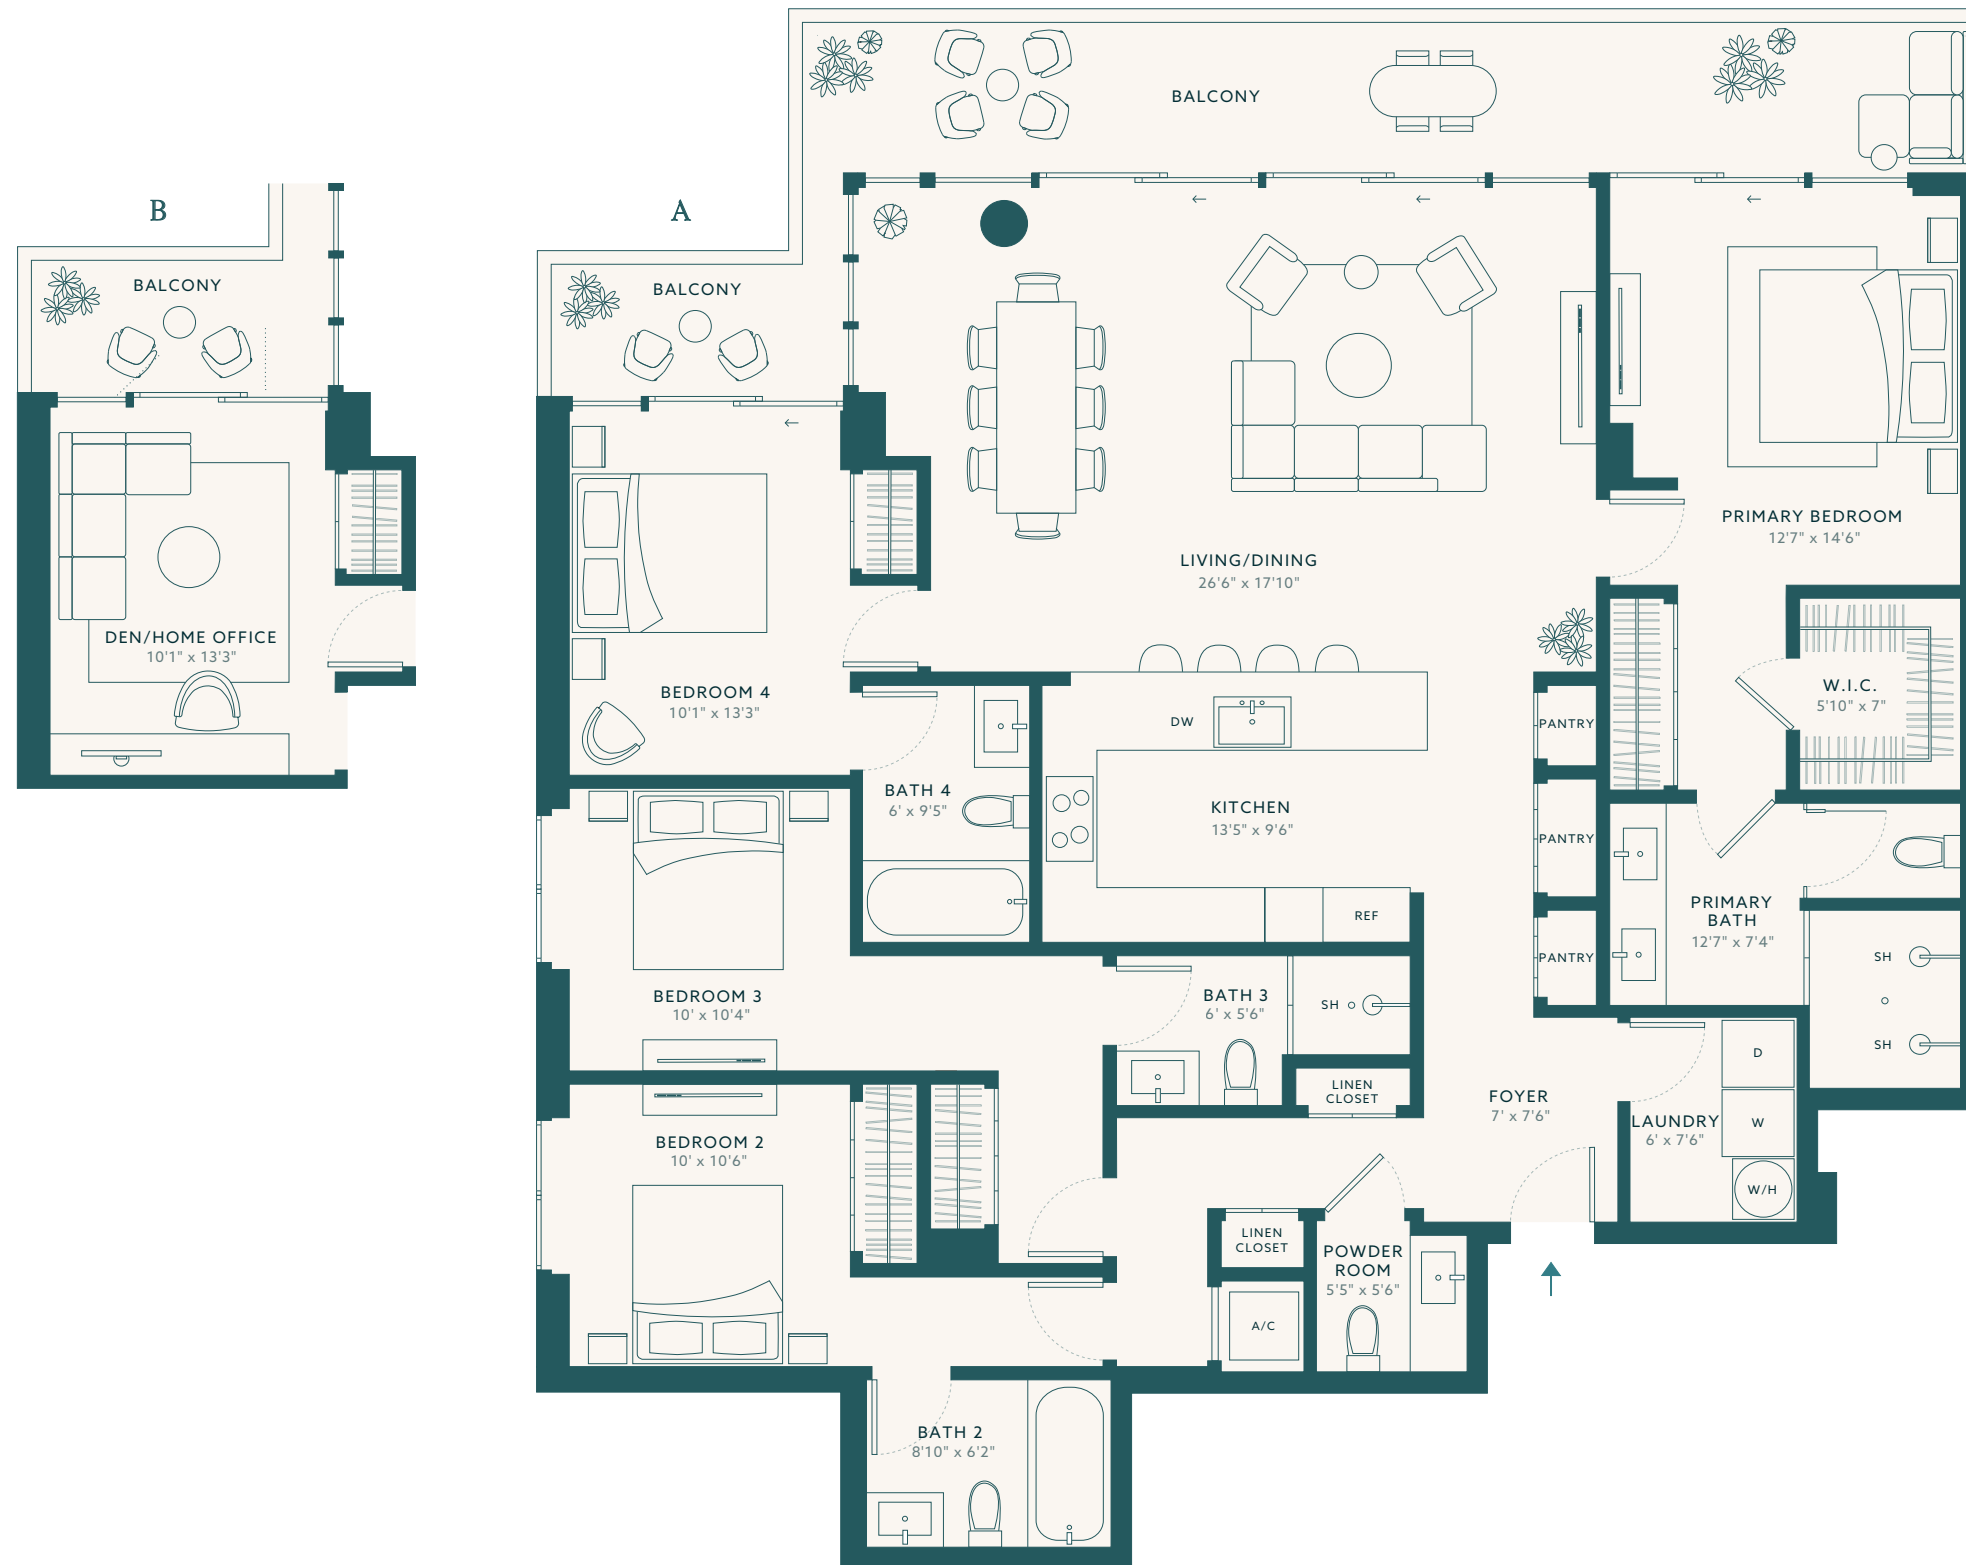 B
BALCONY
DEN/HOME OFFICE
10'1" x 13'3"
A
BALCONY
BALCONY
LIVING/DINING
26'6" x 17'10"
PRIMARY BEDROOM
12'7" x 14'6"
BEDROOM 4
10'1" x 13'3"
BATH 4
6' x 9'5"
DW
KITCHEN
13'5" x 9'6"
REF
PANTRY
PANTRY
PANTRY
W.I.C.
5'10" x 7"
PRIMARY
BATH
12'7" x 7'4"
SH
SH
BEDROOM 3
10' x 10'4"
BATH 3
6' x 5'6"
SH
LINEN
CLOSET
FOYER
7' x 7'6"
LAUNDRY
6' x 7'6"
D
W
W/H
BEDROOM 2
10' x 10'6"
LINEN
CLOSET
POWDER
ROOM
5'5" x 5'6"
A/C
BATH 2
8'10" x 6'2"